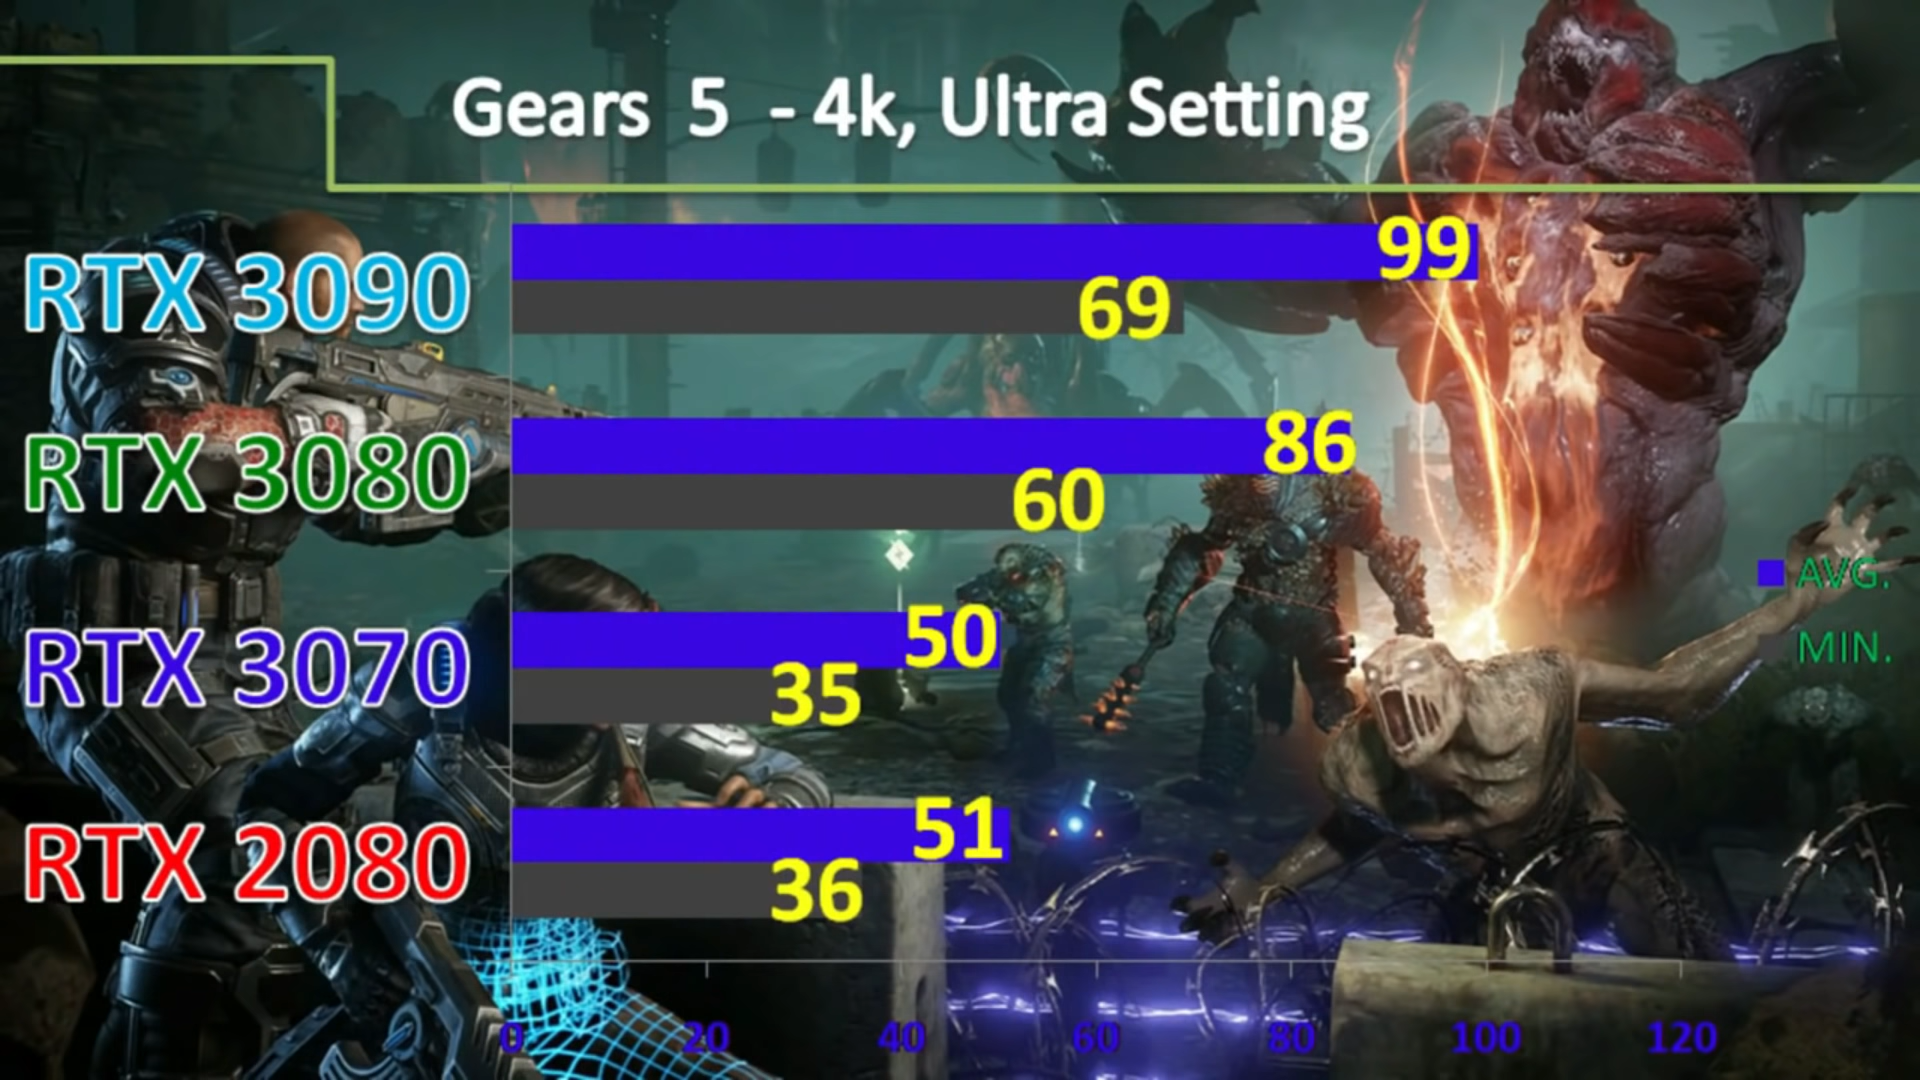 Gears 5 - 4k, Ultra Setting
RTX 3090
99
69
RTX 3080
86
60
RTX 3070
50
35
RTX 2080
51
36
AVG.
MIN.
0 20 40 60 80 100 120